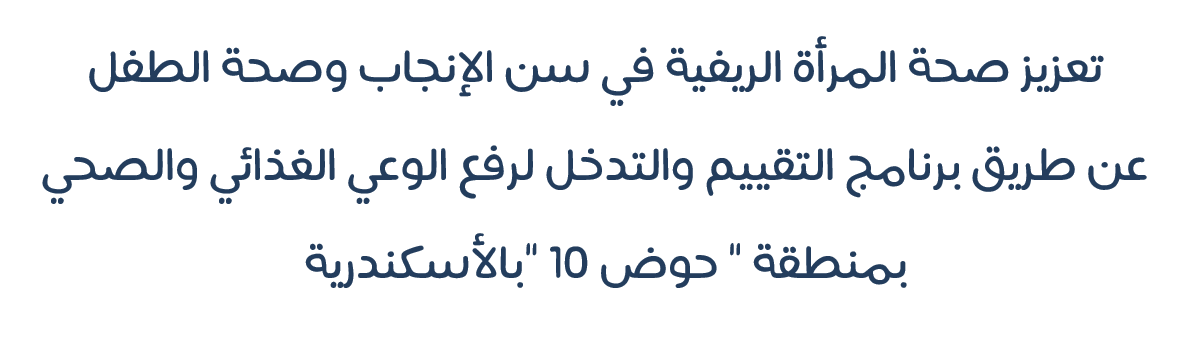 تعزيز صحة المرأة الريفية في سن الإنجاب وصحة الطفل
عن طريق برنامج التقييم والتدخل لرفع الوعي الغذائي والصحي
بمنطقة " حوض 10 "بالأسكندرية